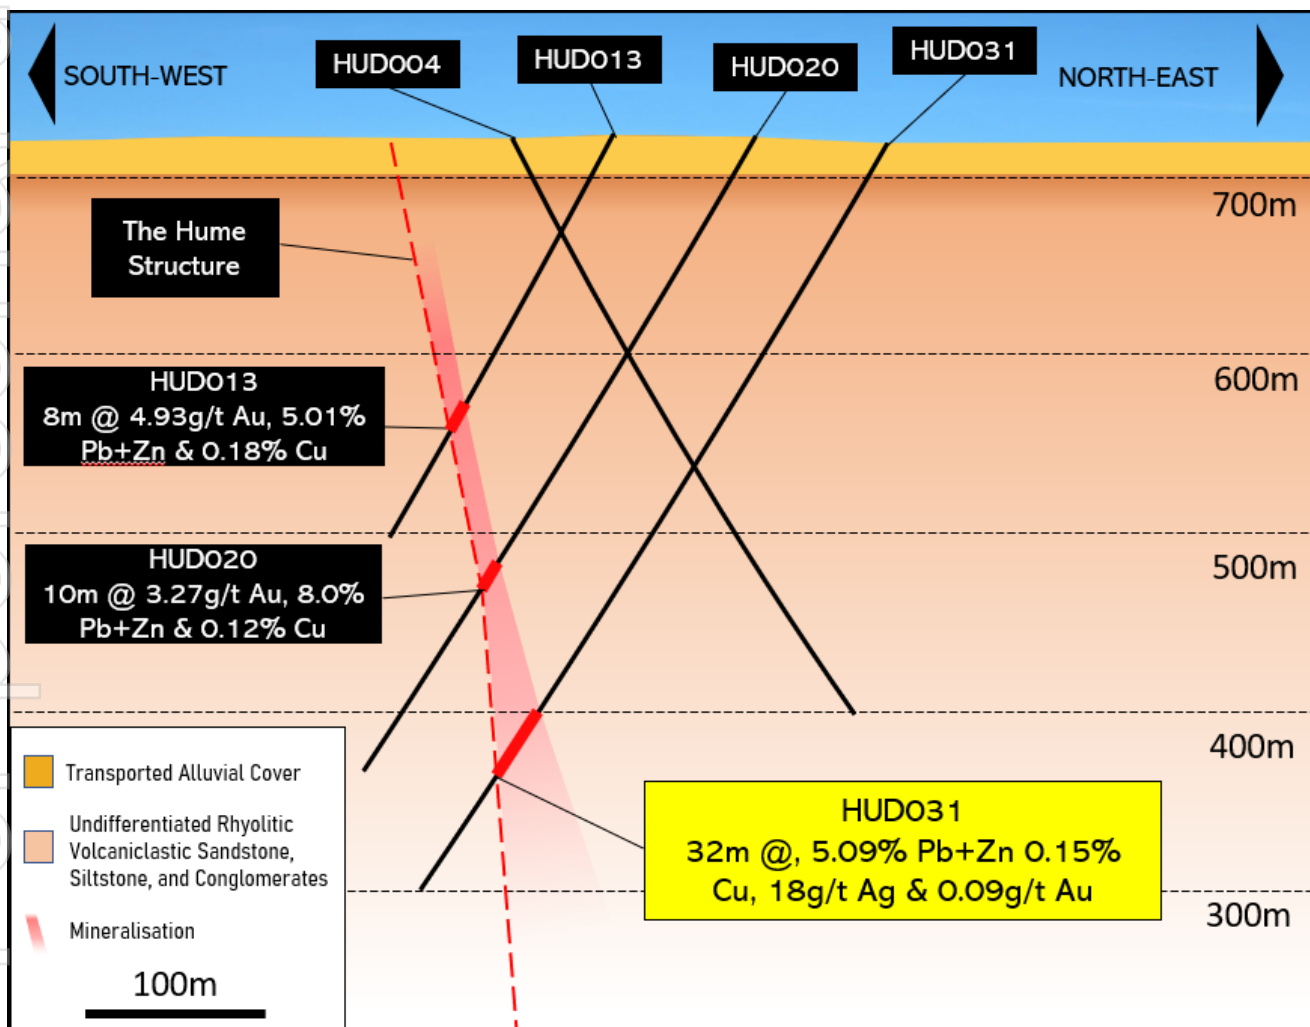 SOUTH-WEST
HUD004
HUD013
HUD020
HUD031
NORTH-EAST
700m
The Hume
Structure
600m
HUD013
8m @ 4.93g/t Au, 5.01%
Pb+Zn & 0.18% Cu
500m
HUD020
10m @ 3.27g/t Au, 8.0%
Pb+Zn & 0.12% Cu
400m
Transported Alluvial Cover
Undifferentiated Rhyolitic
Volcaniclastic Sandstone,
Siltstone, and Conglomerates
Mineralisation
100m
HUD031
32m @, 5.09% Pb+Zn 0.15%
Cu, 18g/t Ag & 0.09g/t Au
300m